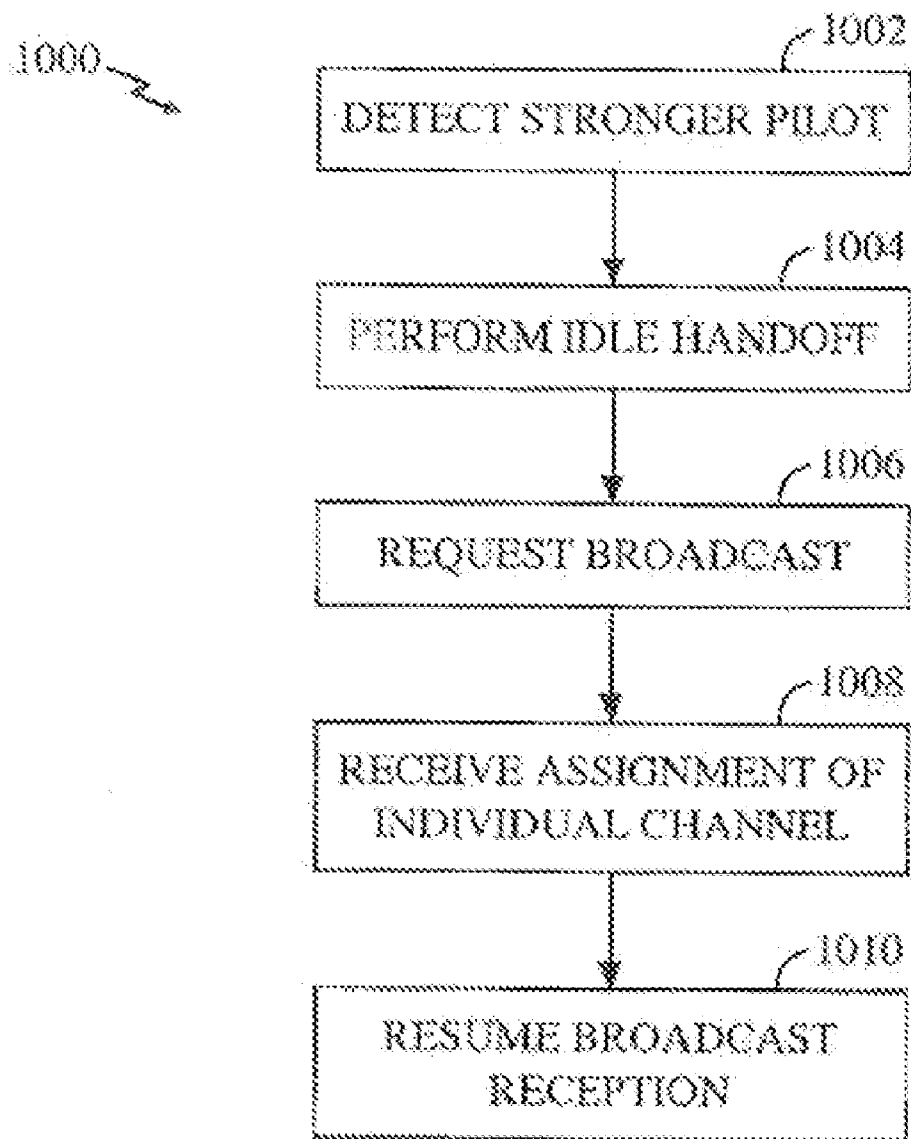 1000
1002
DETECT STRONGER PILOT
1004
PERFORM IDLE HANDOFF
1006
REQUEST BROADCAST
1008
RECEIVE ASSIGNMENT OF
INDIVIDUAL CHANNEL
1010
RESUME BROADCAST
RECEPTION